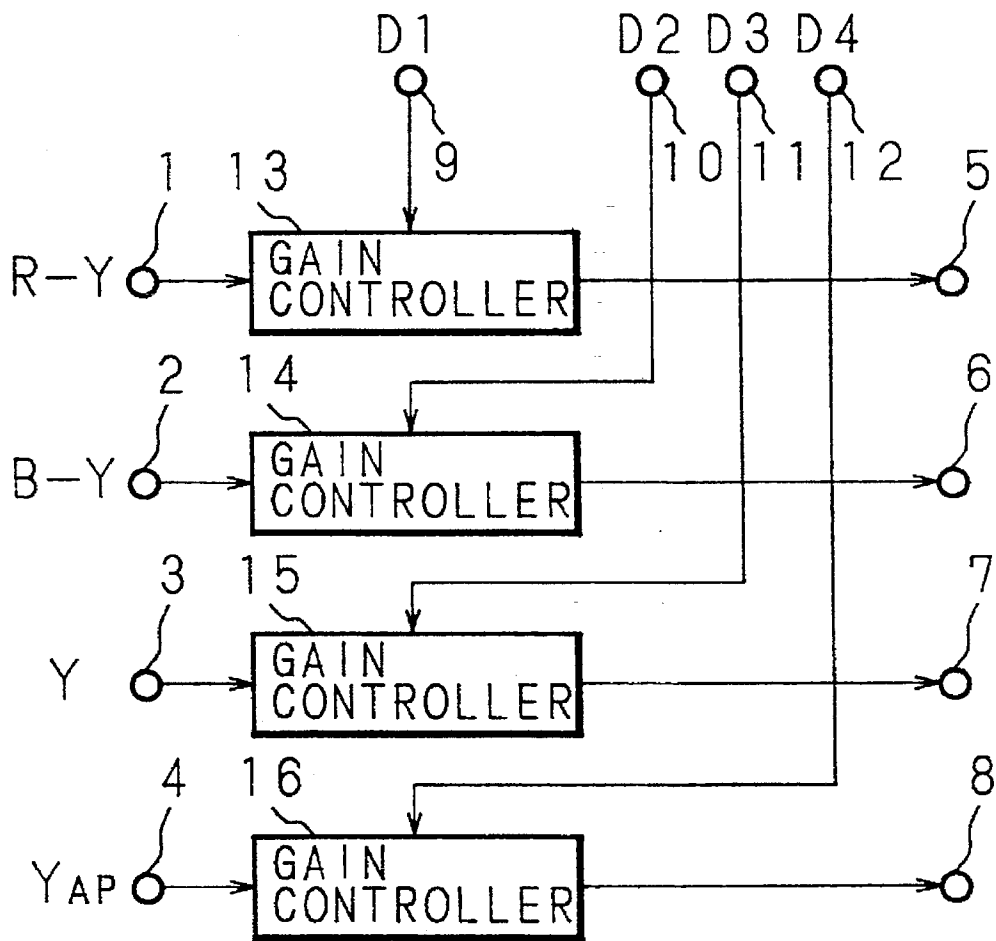 D1 D2 D3 D4
9 10 11 12
1 13 5
R-Y GAIN
CONTROLLER
2 14 6
B-Y GAIN
CONTROLLER
3 15 7
Y GAIN
CONTROLLER
4 16 8
YAP GAIN
CONTROLLER